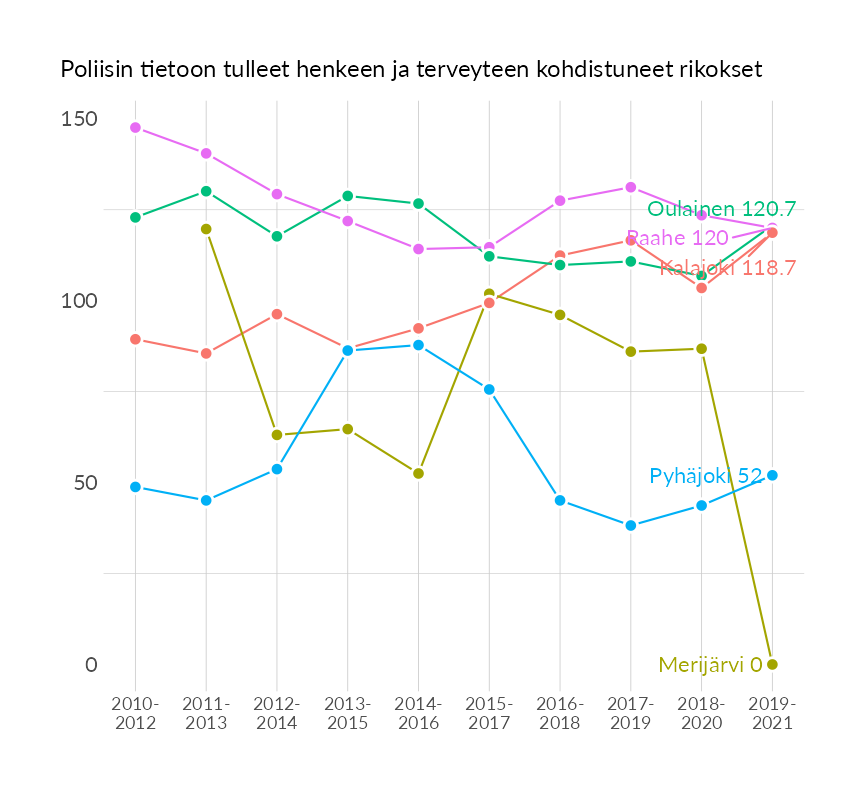 Poliisin tietoon tulleet henkeen ja terveyteen kohdistuneet rikokset
150
100
50
0
Oulainen 120.7
Raahe 120
Kalajoki 118.7
Pyhäjoki 52
Merijärvi 0
2010- 2011- 2012- 2013- 2014- 2015- 2016- 2017- 2018- 2019-
2012 2013 2014 2015 2016 2017 2018 2019 2020 2021